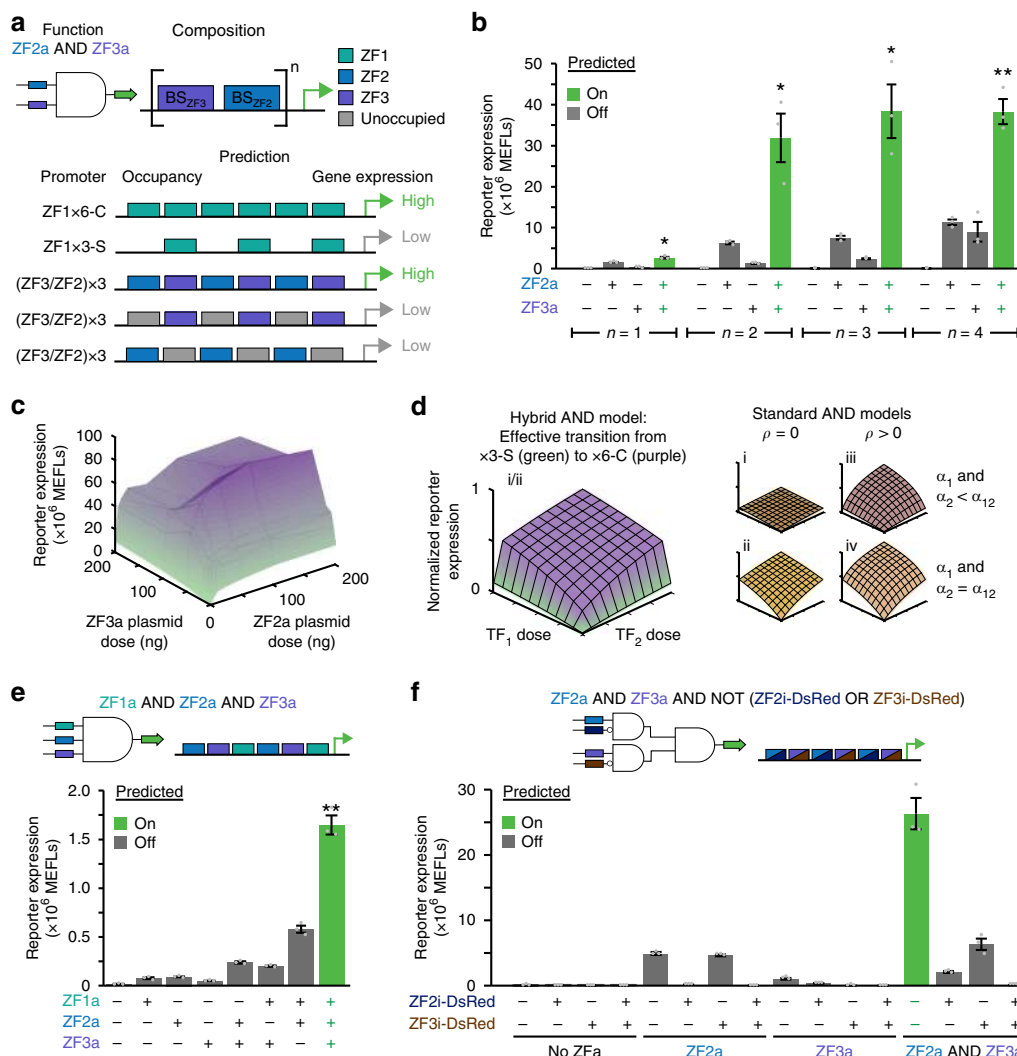 a
Function
ZF2a AND ZF3a
Composition
BS_ZF3 BS_ZF2
n
ZF1
ZF2
ZF3
Unoccupied
Prediction
Promoter Occupancy Gene expression
ZF1×6-C High
ZF1×3-S Low
(ZF3/ZF2)×3 High
(ZF3/ZF2)×3 Low
(ZF3/ZF2)×3 Low
b
Reporter expression
(×10⁶ MEFLs)
50
40
30
20
10
0
Predicted
On
Off
* * * **
ZF2a − + − + − + − + − + − + − + − +
ZF3a − − + + − − + + − − + + − − + +
n = 1 n = 2 n = 3 n = 4
c
Reporter expression
(×10⁶ MEFLs)
100
80
60
40
20
0
200
100
0
100
200
ZF3a plasmid
dose (ng)
ZF2a plasmid
dose (ng)
d
Hybrid AND model:
Effective transition from
×3-S (green) to ×6-C (purple)
i/ii
Normalized reporter
expression
1
0
TF₁ dose TF₂ dose
Standard AND models
ρ = 0 ρ > 0
i iii
α₁ and
α₂ < α₁₂
ii iv
α₁ and
α₂ = α₁₂
e
ZF1a AND ZF2a AND ZF3a
Reporter expression
(×10⁶ MEFLs)
2.0
1.5
1.0
0.5
0
Predicted
On
Off
**
ZF1a − + − − − + + +
ZF2a − − + − + − + +
ZF3a − − − + + + − +
f
ZF2a AND ZF3a AND NOT (ZF2i-DsRed OR ZF3i-DsRed)
Reporter expression
(×10⁶ MEFLs)
30
20
10
0
Predicted
On
Off
ZF2i-DsRed − + − + − + − + − + − + − + − +
ZF3i-DsRed − − + + − − + + − − + + − − + +
No ZFa ZF2a ZF3a ZF2a AND ZF3a